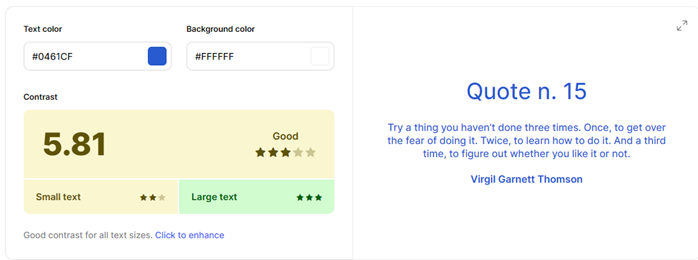 Text color
Background color
#0461CF
#FFFFFF
Contrast
5.81
Good
Small text
Large text
Good contrast for all text sizes. Click to enhance
Quote n. 15
Try a thing you haven't done three times. Once, to get over
the fear of doing it. Twice, to learn how to do it. And a third
time, to figure out whether you like it or not.
Virgil Garnett Thomson